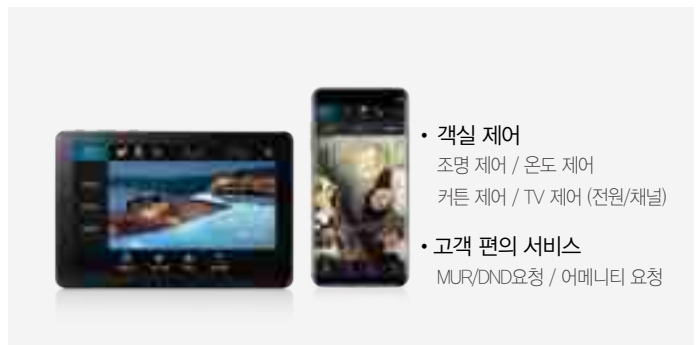 • 객실 제어
조명 제어 / 온도 제어
커튼 제어 / TV 제어 (전원/채널)
• 고객 편의 서비스
MUR/DND요청 / 어메니티 요청